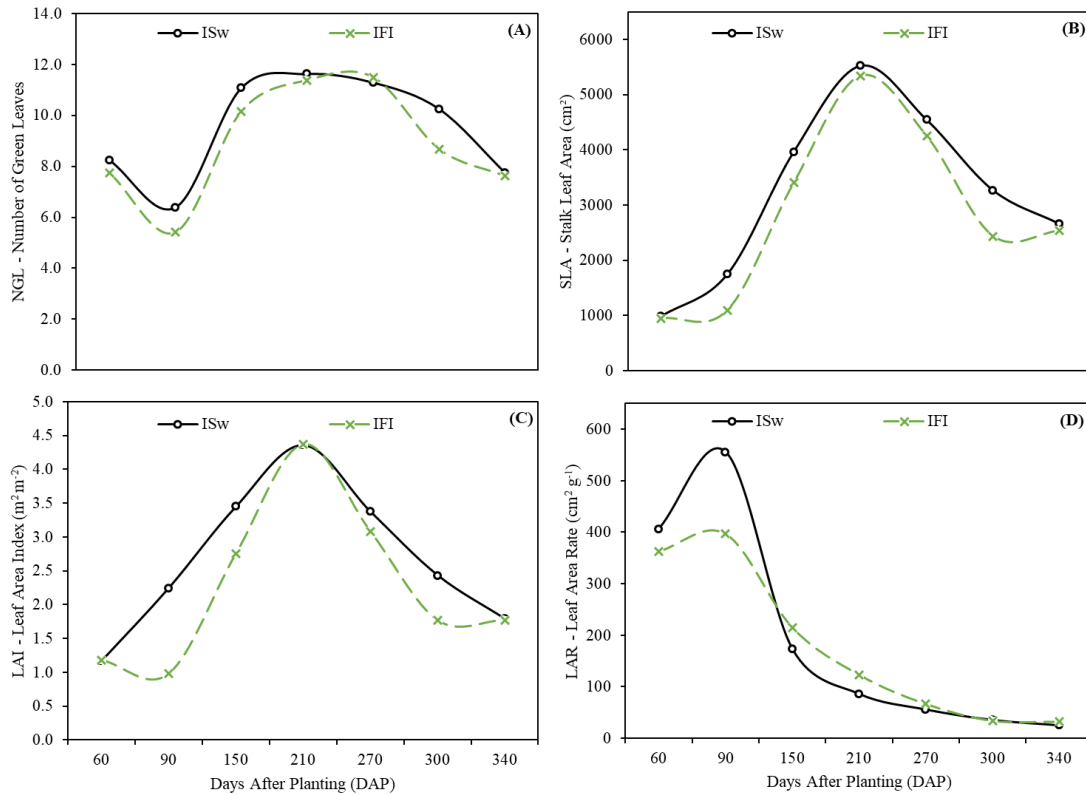 ISw IFI (A)
NGL - Number of Green Leaves
14.0
12.0
10.0
8.0
6.0
4.0
2.0
0.0
ISw IFI (B)
SLA - Stalk Leaf Area (cm²)
6000
5000
4000
3000
2000
1000
0
ISw IFI (C)
LAI - Leaf Area Index (m² m⁻²)
5.0
4.5
4.0
3.5
3.0
2.5
2.0
1.5
1.0
0.5
0.0
60 90 150 210 270 300 340
Days After Planting (DAP)
ISw IFI (D)
LAR - Leaf Area Rate (cm² g⁻¹)
600
500
400
300
200
100
0
60 90 150 210 270 300 340
Days After Planting (DAP)